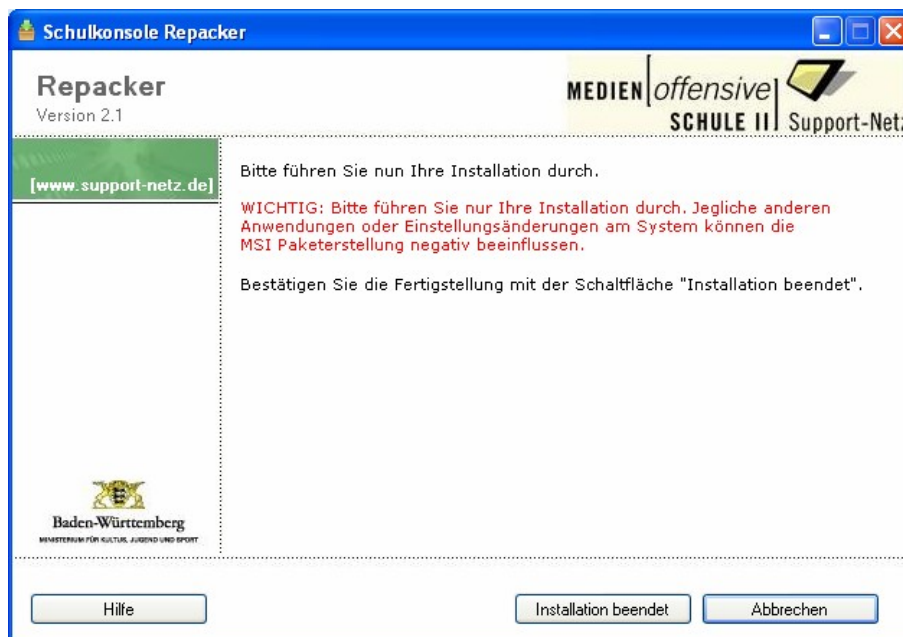 Schulkonsole Repacker
Repacker
Version 2.1
MEDIEN offensive
SCHULE II Support-Netz
[www.support-netz.de]
Bitte führen Sie nun Ihre Installation durch.
WICHTIG: Bitte führen Sie nur Ihre Installation durch. Jegliche anderen
Anwendungen oder Einstellungsänderungen am System können die
MSI Paketerstellung negativ beeinflussen.
Bestätigen Sie die Fertigstellung mit der Schaltfläche "Installation beendet".
Baden-Württemberg
MINISTERIUM FÜR KULTUS, JUGEND UND SPORT
Hilfe
Installation beendet
Abbrechen